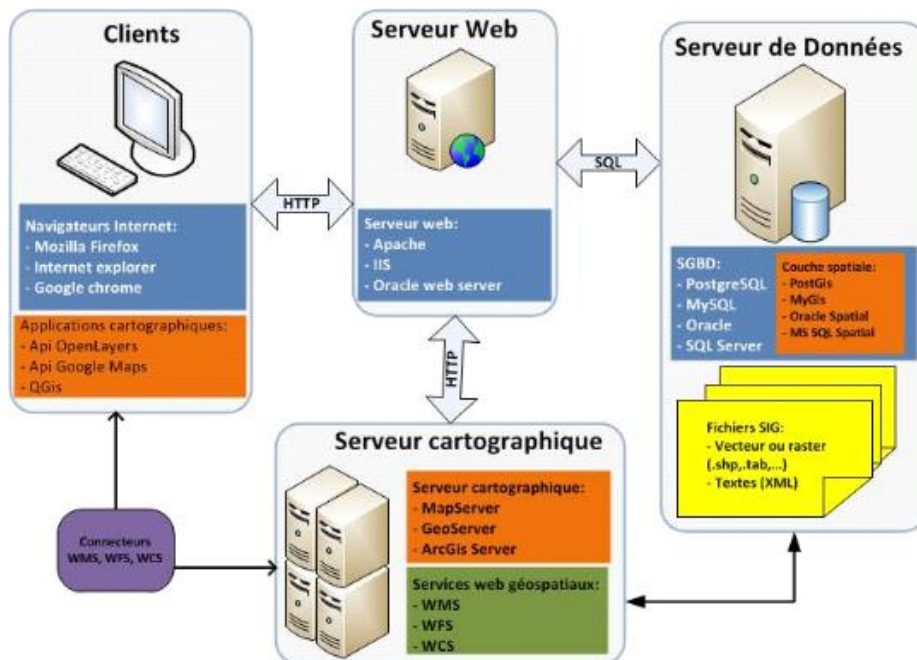 Clients
Navigateurs Internet:
- Mozilla Firefox
- Internet explorer
- Google chrome
Applications cartographiques:
- Api OpenLayers
- Api Google Maps
- QGis
HTTP
Serveur Web
Serveur web:
- Apache
- IIS
- Oracle web server
SQL
Serveur de Données
SGBD:
- PostgreSQL
- MySQL
- Oracle
- SQL Server
Couche spatiale:
- PostGis
- MyGis
- Oracle Spatial
- MS SQL Spatial
Fichiers SIG:
- Vecteur ou raster
(.shp,.tab,...)
- Textes (XML)
HTTP
Serveur cartographique
Serveur cartographique:
- MapServer
- GeoServer
- ArcGis Server
Services web géospatiaux:
- WMS
- WFS
- WCS
Connecteurs
WMS, WFS, WCS